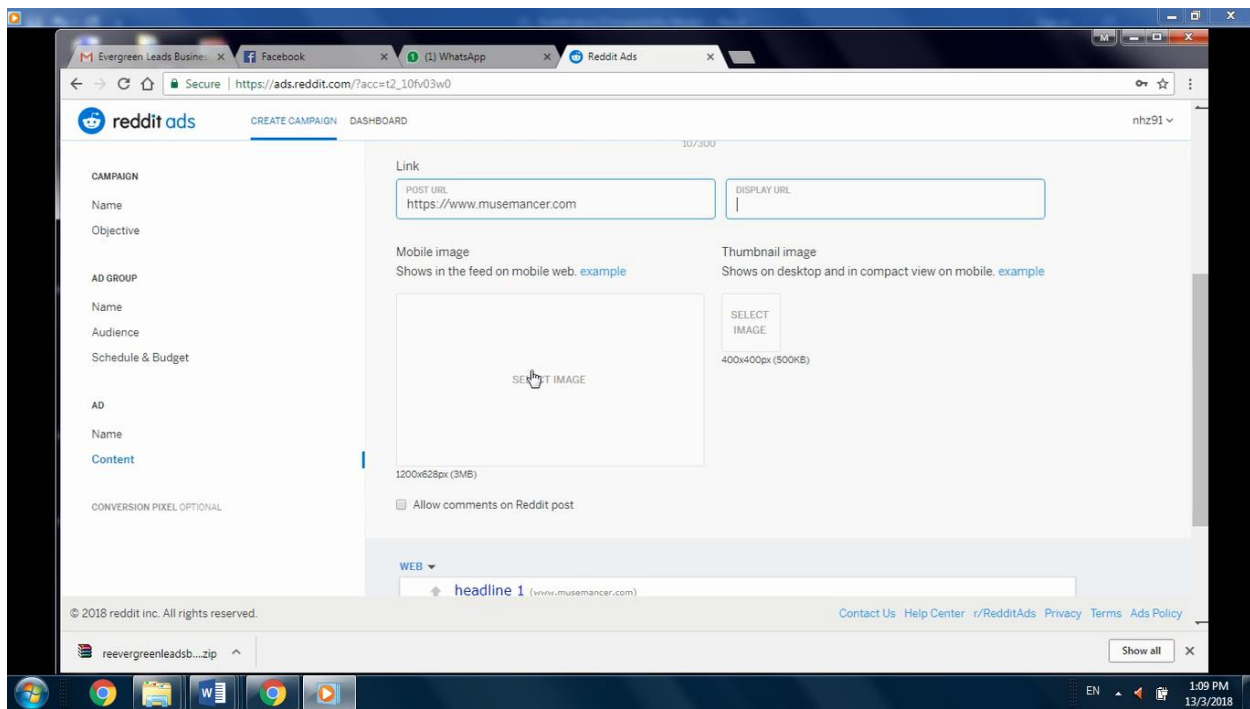 M
Evergreen Leads Busine
Facebook
(1) WhatsApp
Reddit Ads
Secure | https://ads.reddit.com/?acc=t2_10fv03w0
reddit ads CREATE CAMPAIGN DASHBOARD nhz91
CAMPAIGN
Name
Objective
AD GROUP
Name
Audience
Schedule & Budget
AD
Name
Content
CONVERSION PIXEL OPTIONAL
10/300
Link
POST URL
https://www.musemancer.com
DISPLAY URL
Mobile image
Shows in the feed on mobile web. example
SELECT IMAGE
1200x628px (3MB)
Thumbnail image
Shows on desktop and in compact view on mobile. example
SELECT
IMAGE
400x400px (500KB)
Allow comments on Reddit post
WEB
headline 1 (www.musemancer.com)
© 2018 reddit inc. All rights reserved.
Contact Us Help Center r/RedditAds Privacy Terms Ads Policy
reevergreenleadsb....zip
Show all
EN
1:09 PM
13/3/2018